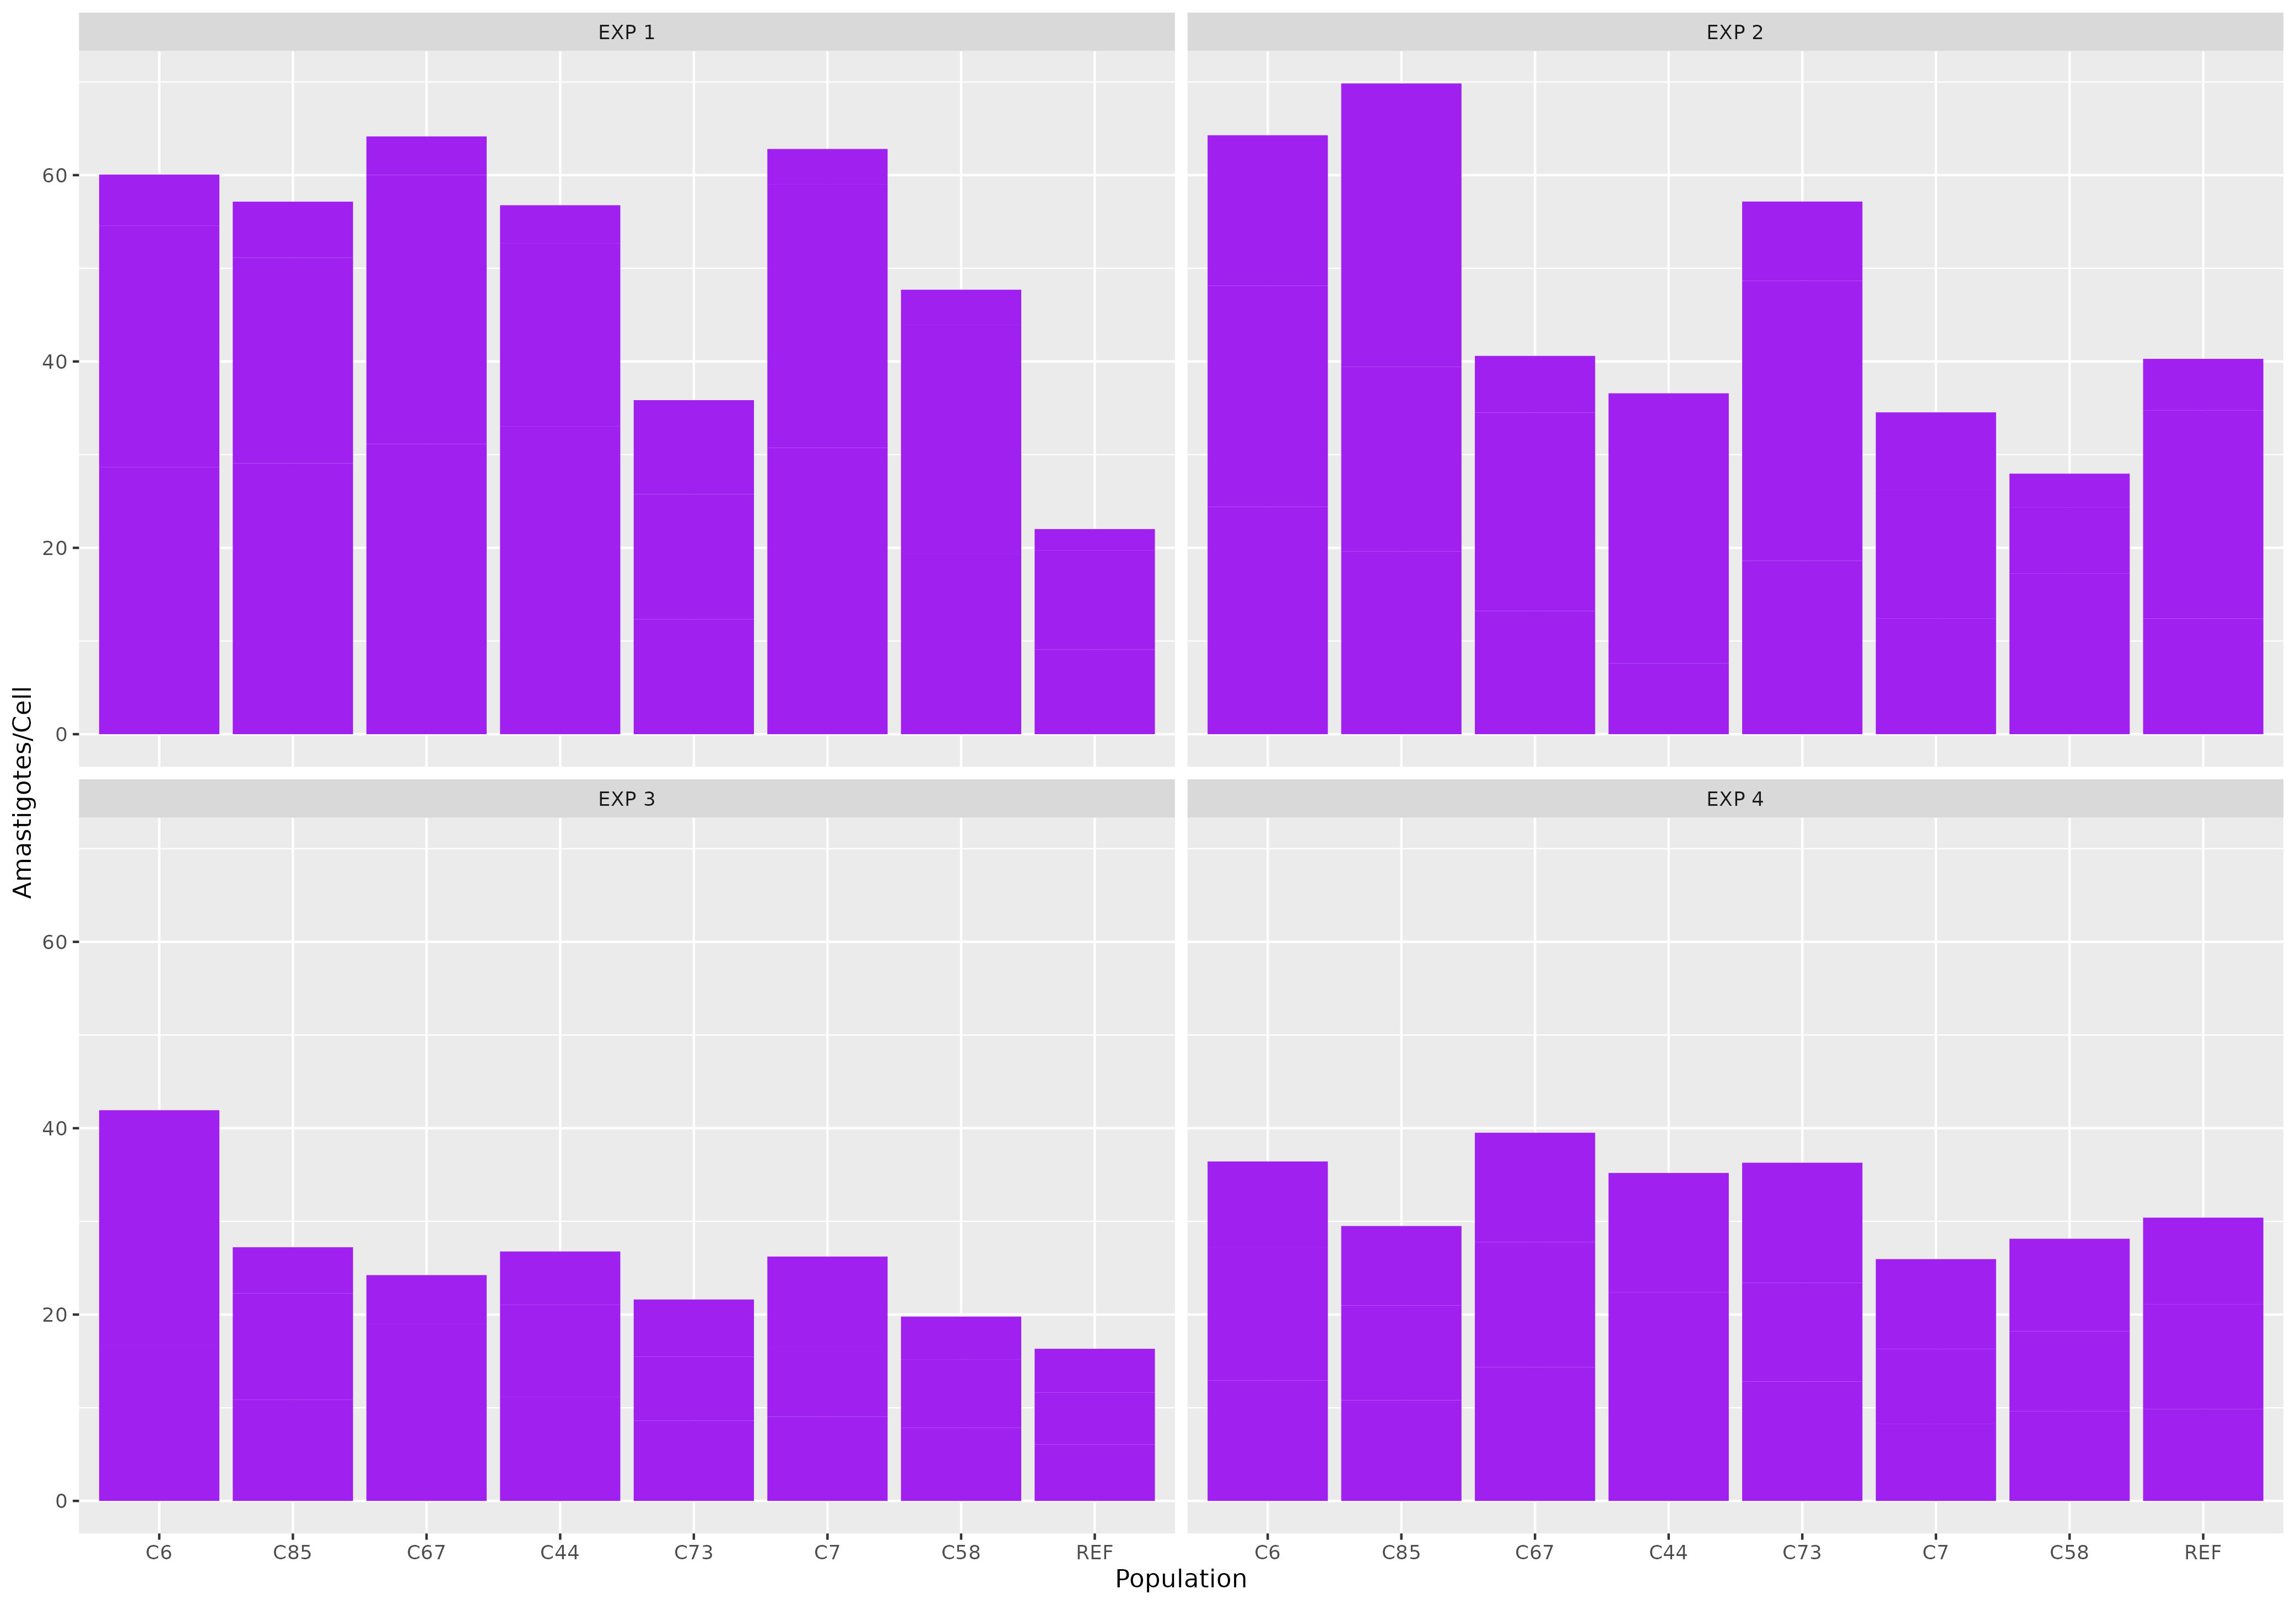 EXP 1
EXP 2
60
40
20
0
Amastigotes/Cell
EXP 3
EXP 4
60
40
20
0
C6 C85 C67 C44 C73 C7 C58 REF C6 C85 C67 C44 C73 C7 C58 REF
Population